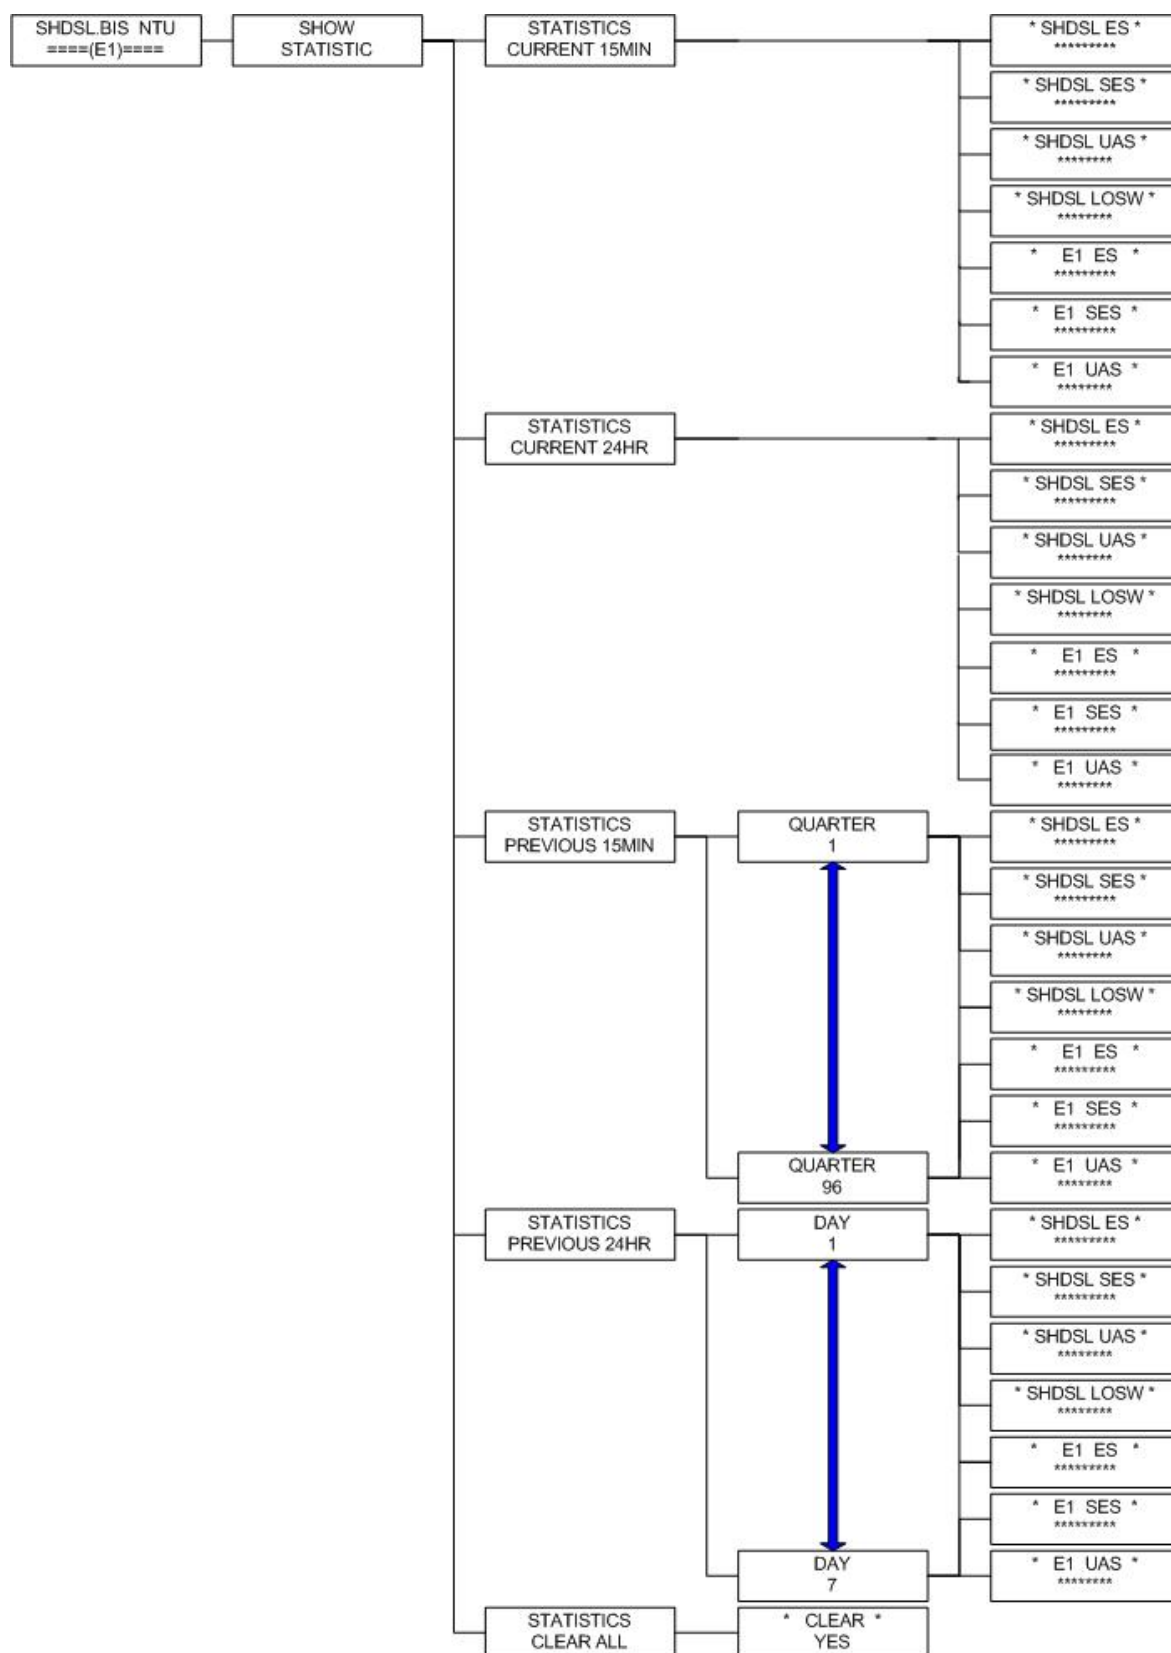 SHDSL.BIS NTU
====(E1)====
SHOW
STATISTIC
STATISTICS
CURRENT 15MIN
* SHDSL ES *
*********
* SHDSL SES *
*********
* SHDSL UAS *
********
* SHDSL LOSW *
********
* E1 ES *
*********
* E1 SES *
*********
* E1 UAS *
********
STATISTICS
CURRENT 24HR
* SHDSL ES *
*********
* SHDSL SES *
*********
* SHDSL UAS *
********
* SHDSL LOSW *
********
* E1 ES *
*********
* E1 SES *
*********
* E1 UAS *
********
STATISTICS
PREVIOUS 15MIN
QUARTER
1
* SHDSL ES *
*********
* SHDSL SES *
*********
* SHDSL UAS *
********
* SHDSL LOSW *
********
* E1 ES *
*********
* E1 SES *
*********
QUARTER
96
* E1 UAS *
********
STATISTICS
PREVIOUS 24HR
DAY
1
* SHDSL ES *
*********
* SHDSL SES *
*********
* SHDSL UAS *
********
* SHDSL LOSW *
********
* E1 ES *
*********
* E1 SES *
*********
DAY
7
* E1 UAS *
********
STATISTICS
CLEAR ALL
* CLEAR *
YES